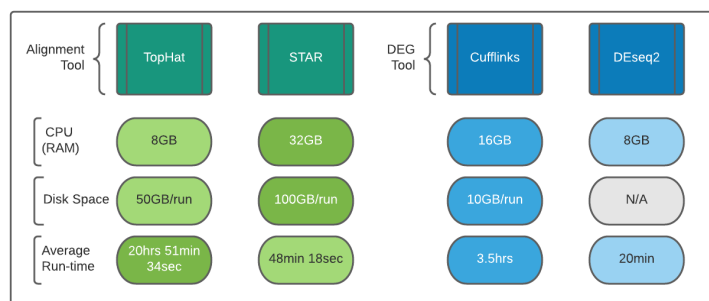 Alignment
Tool
TopHat
STAR
DEG
Tool
Cufflinks
DEseq2
CPU
(RAM)
8GB
32GB
16GB
8GB
Disk Space
50GB/run
100GB/run
10GB/run
N/A
Average
Run-time
20hrs 51min
34sec
48min 18sec
3.5hrs
20min